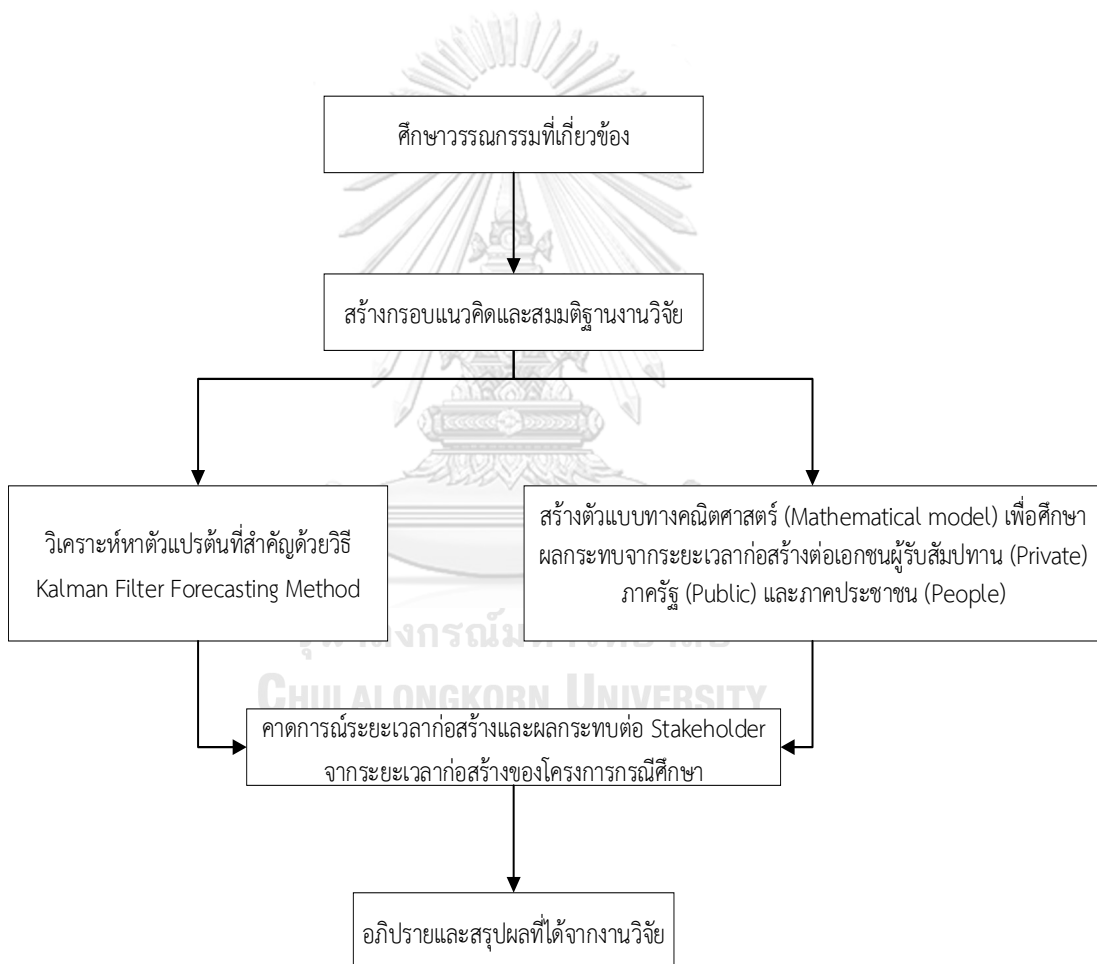 ศึกษาวรรณกรรมที่เกี่ยวข้อง
สร้างกรอบแนวคิดและสมมติฐานงานวิจัย
วิเคราะห์หาตัวแปรต้นที่สำคัญด้วยวิธี
Kalman Filter Forecasting Method
สร้างตัวแบบทางคณิตศาสตร์ (Mathematical model) เพื่อศึกษา
ผลกระทบจากระยะเวลาก่อสร้างต่อเอกชนผู้รับสัมปทาน (Private)
ภาครัฐ (Public) และภาคประชาชน (People)
CHULALONGKORN UNIVERSITY
คาดการณ์ระยะเวลาก่อสร้างและผลกระทบต่อ Stakeholder
จากระยะเวลาก่อสร้างของโครงการกรณีศึกษา
อภิปรายและสรุปผลที่ได้จากงานวิจัย